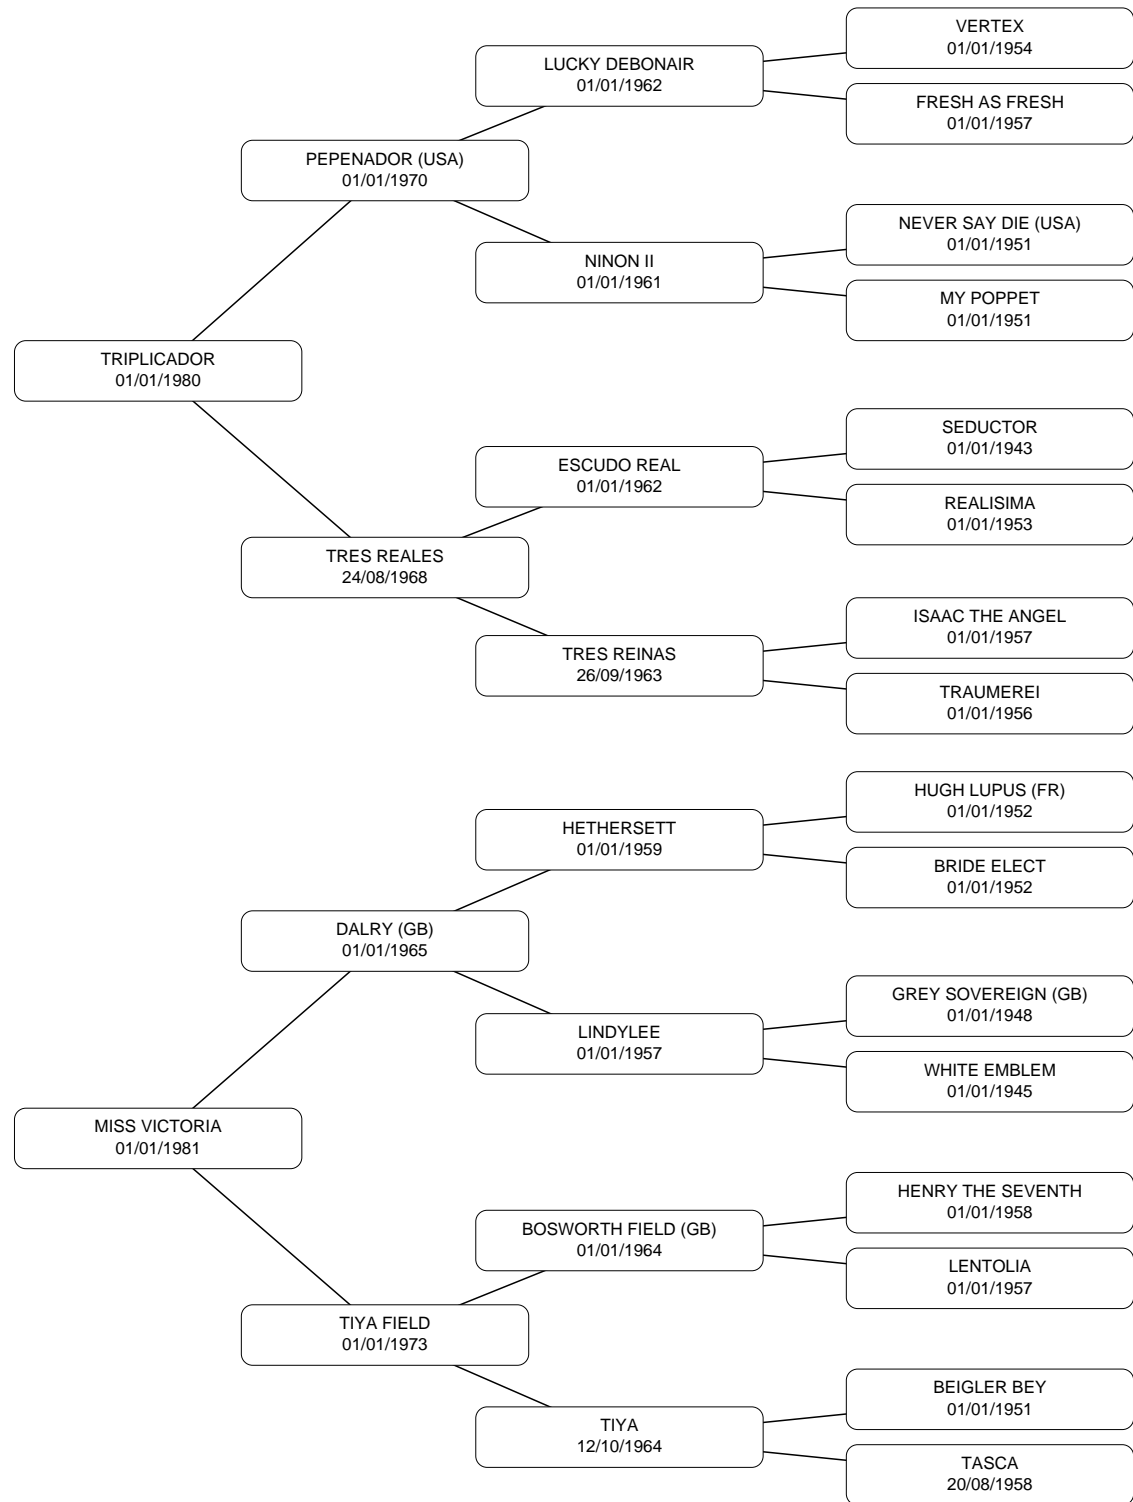 VERTEX
01/01/1954
LUCKY DEBONAIR
01/01/1962
FRESH AS FRESH
01/01/1957
PEPENADOR (USA)
01/01/1970
NEVER SAY DIE (USA)
01/01/1951
NINON II
01/01/1961
MY POPPET
01/01/1951
TRIPLICADOR
01/01/1980
SEDUCTOR
01/01/1943
ESCUDO REAL
01/01/1962
REALISIMA
01/01/1953
TRES REALES
24/08/1968
ISAAC THE ANGEL
01/01/1957
TRES REINAS
26/09/1963
TRAUMEREI
01/01/1956
HUGH LUPUS (FR)
01/01/1952
HETHERSETT
01/01/1959
BRIDE ELECT
01/01/1952
DALRY (GB)
01/01/1965
GREY SOVEREIGN (GB)
01/01/1948
LINDYLEE
01/01/1957
WHITE EMBLEM
01/01/1945
MISS VICTORIA
01/01/1981
HENRY THE SEVENTH
01/01/1958
BOSWORTH FIELD (GB)
01/01/1964
LENTOLIA
01/01/1957
TIYA FIELD
01/01/1973
BEIGLER BEY
01/01/1951
TIYA
12/10/1964
TASCA
20/08/1958